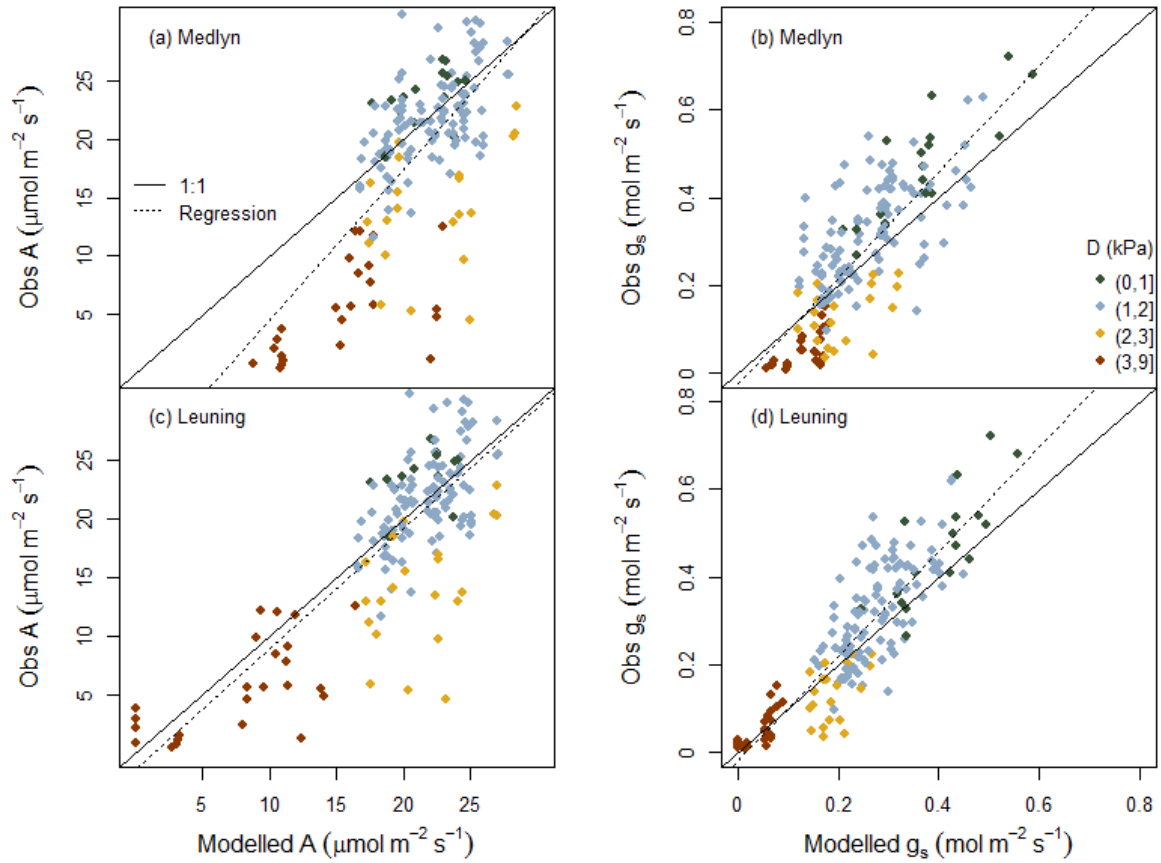 (a) Medlyn
Obs A (μmol m⁻² s⁻¹)
25
20
15
10
5
1:1
Regression
(b) Medlyn
Obs gₛ (mol m⁻² s⁻¹)
0.8
0.6
0.4
0.2
0
D (kPa)
(0,1]
(1,2]
(2,3]
(3,9]
(c) Leuning
Obs A (μmol m⁻² s⁻¹)
25
20
15
10
5
5 10 15 20 25
Modelled A (μmol m⁻² s⁻¹)
(d) Leuning
Obs gₛ (mol m⁻² s⁻¹)
0.8
0.6
0.4
0.2
0
0 0.2 0.4 0.6 0.8
Modelled gₛ (mol m⁻² s⁻¹)